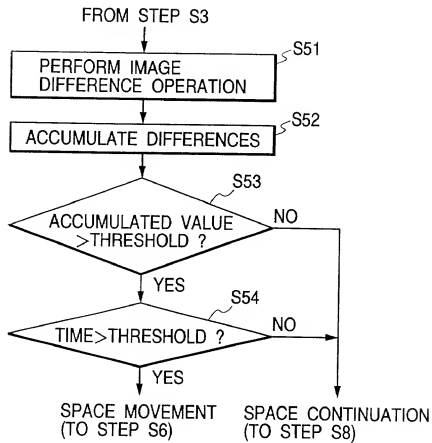 FROM STEP S3
S51
PERFORM IMAGE
DIFFERENCE OPERATION
S52
ACCUMULATE DIFFERENCES
S53
ACCUMULATED VALUE
>THRESHOLD ?
NO
YES
S54
TIME>THRESHOLD ?
NO
YES
SPACE MOVEMENT
(TO STEP S6)
SPACE CONTINUATION
(TO STEP S8)